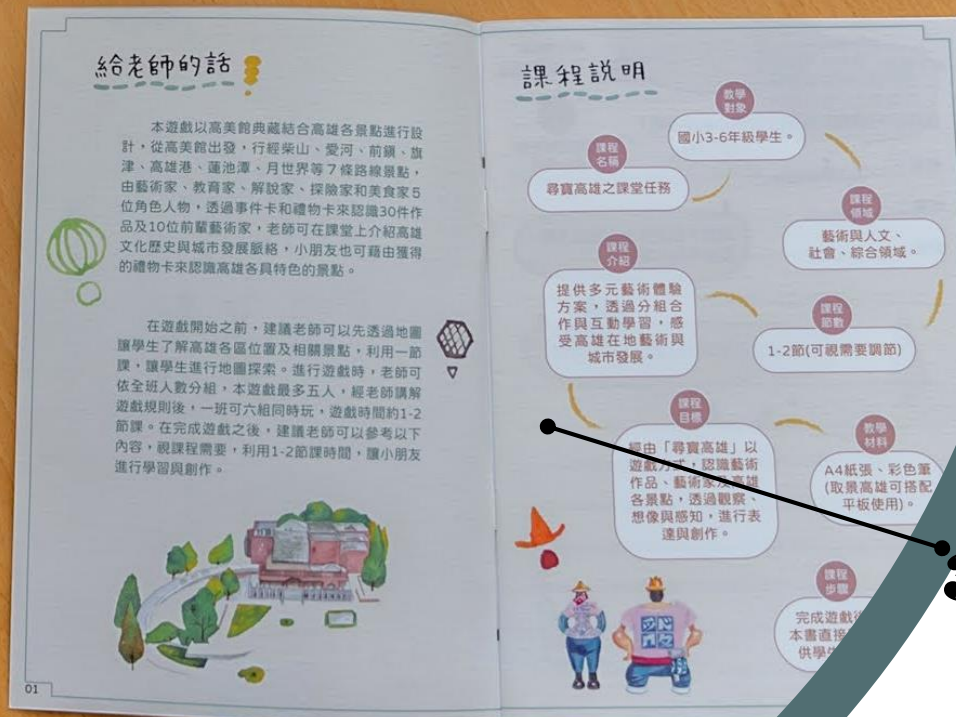 給老師的話
本遊戲以高美館典藏結合高雄各景點進行設
計，從高美館出發，行經柴山、愛河、前鎮、旗
津、高雄港、蓮池潭、月世界等7條路線景點，
由藝術家、教育家、解說家、探險家和美食家5
位角色人物，透過事件卡和禮物卡來認識30件作
品及10位前輩藝術家，老師可在課堂上介紹高雄
文化歷史與城市發展脈絡，小朋友也可藉由獲得
的禮物卡來認識高雄各具特色的景點。
在遊戲開始之前，建議老師可以先透過地圖
讓學生了解高雄各區位置及相關景點，利用一節
課，讓學生進行地圖探索。進行遊戲時，老師可
依全班人數分組，本遊戲最多五人，經老師講解
遊戲規則後，一班可六組同時玩，遊戲時間約1-2
節課。在完成遊戲之後，建議老師可以參考以下
內容，視課程需要，利用1-2節課時間，讓小朋友
進行學習與創作。
01
課程說明
教學
對象
國小3-6年級學生。
課程
名稱
尋寶高雄之課堂任務
課程
領域
藝術與人文、
社會、綜合領域。
課程
介紹
提供多元藝術體驗
方案，透過分組合
作與互動學習，感
受高雄在地藝術與
城市發展。
課程
節數
1-2節(可視需要調節)
課程
目標
經由「尋寶高雄」以
遊戲方式，認識藝術
作品、藝術家及高雄
各景點，透過觀察、
想像與感知，進行表
達與創作。
教學
材料
A4紙張、彩色筆
(取景高雄可搭配
平板使用)。
課程
步驟
完成遊戲
本書直接
供學